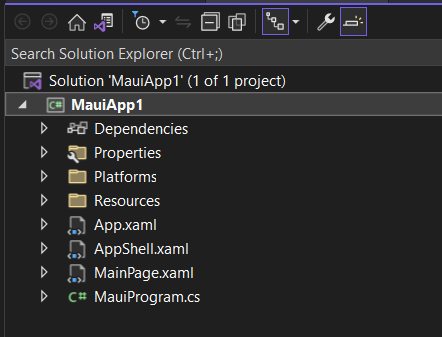 Search Solution Explorer (Ctrl+;)
Solution 'MauiApp1' (1 of 1 project)
C# MauiApp1
Dependencies
Properties
Platforms
Resources
App.xaml
AppShell.xaml
MainPage.xaml
C# MauiProgram.cs